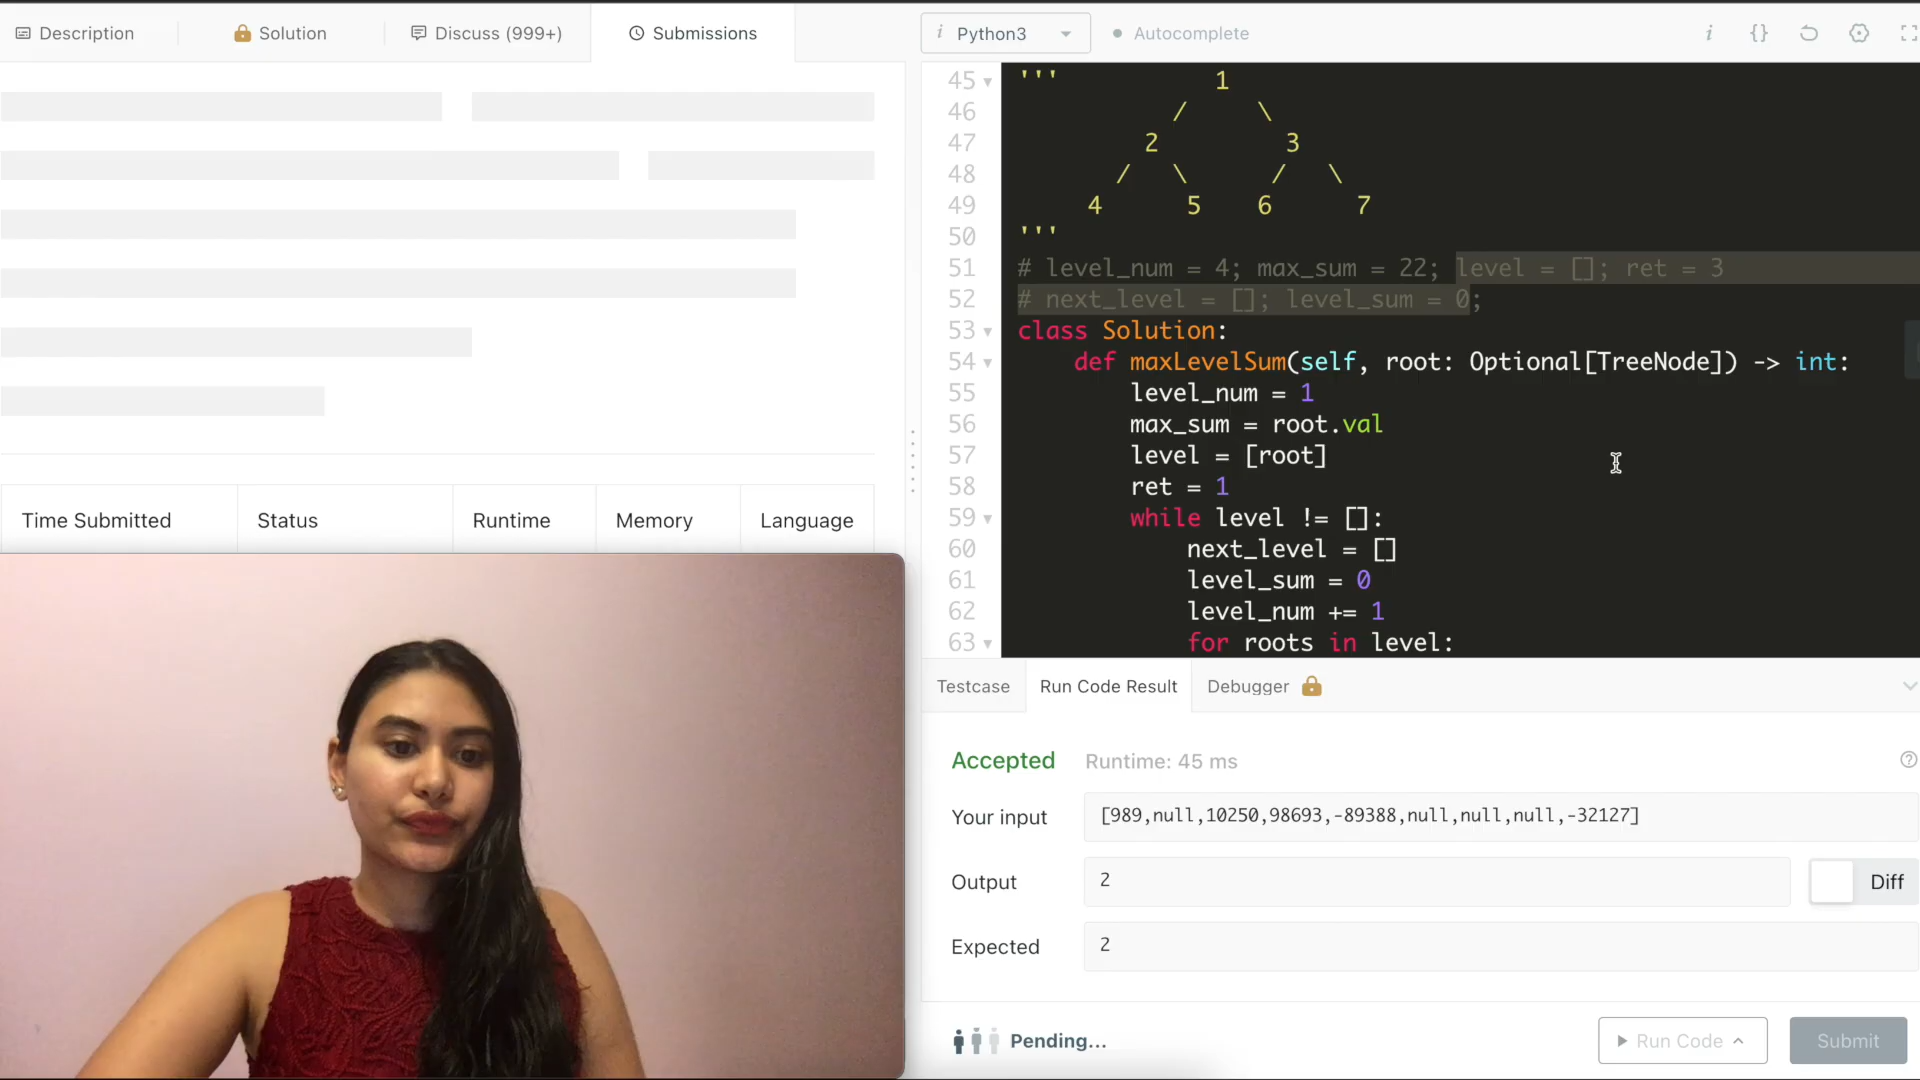 Description
Solution
Discuss (999+)
Submissions
i Python3
Autocomplete
i {}
45 '''            1
46            /     \
47          2         3
48        /   \      /   \
49      4      5    6      7
50 '''
51 # level_num = 4; max_sum = 22; level = []; ret = 3
52 # next_level = []; level_sum = 0;
53 class Solution:
54     def maxLevelSum(self, root: Optional[TreeNode]) -> int:
55         level_num = 1
56         max_sum = root.val
57         level = [root]
58         ret = 1
59         while level != []:
60             next_level = []
61             level_sum = 0
62             level_num += 1
63             for roots in level:
Time Submitted
Status
Runtime
Memory
Language
Testcase
Run Code Result
Debugger
Accepted
Runtime: 45 ms
Your input
[989,null,10250,98693,-89388,null,null,null,-32127]
Output
2
Diff
Expected
2
Pending...
Run Code
Submit